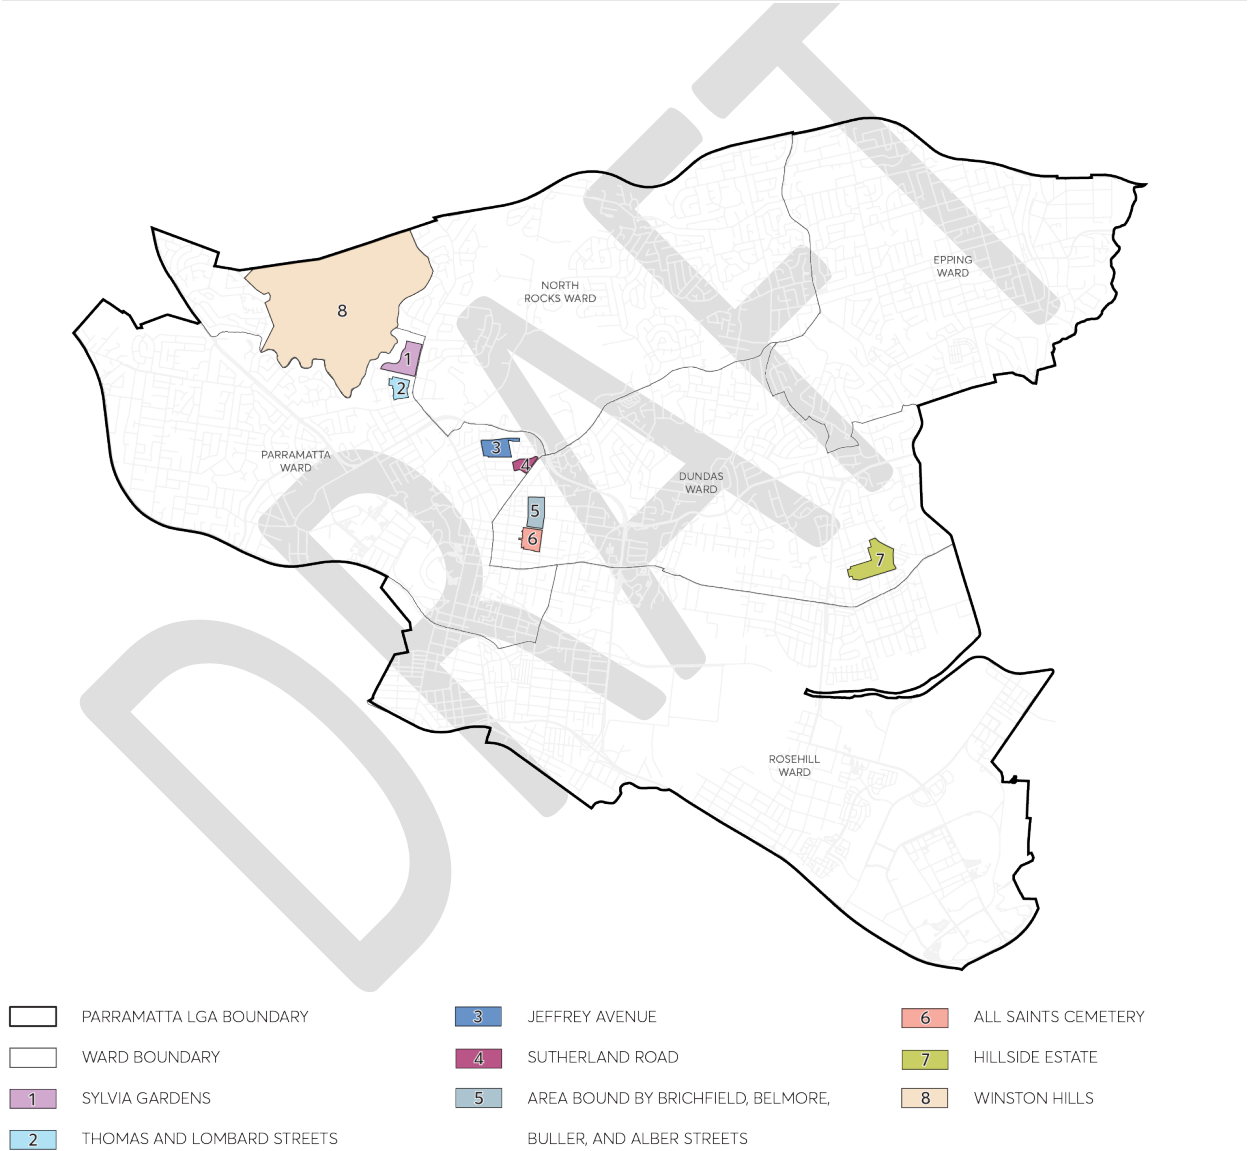 DRAFT
EPPING
WARD
NORTH
ROCKS WARD
8
1
2
PARRAMATTA
WARD
3
4
DUNDAS
WARD
5
6
7
ROSEHILL
WARD
PARRAMATTA LGA BOUNDARY
WARD BOUNDARY
1 SYLVIA GARDENS
2 THOMAS AND LOMBARD STREETS
3 JEFFREY AVENUE
4 SUTHERLAND ROAD
5 AREA BOUND BY BRICHFIELD, BELMORE,
BULLER, AND ALBER STREETS
6 ALL SAINTS CEMETERY
7 HILLSIDE ESTATE
8 WINSTON HILLS